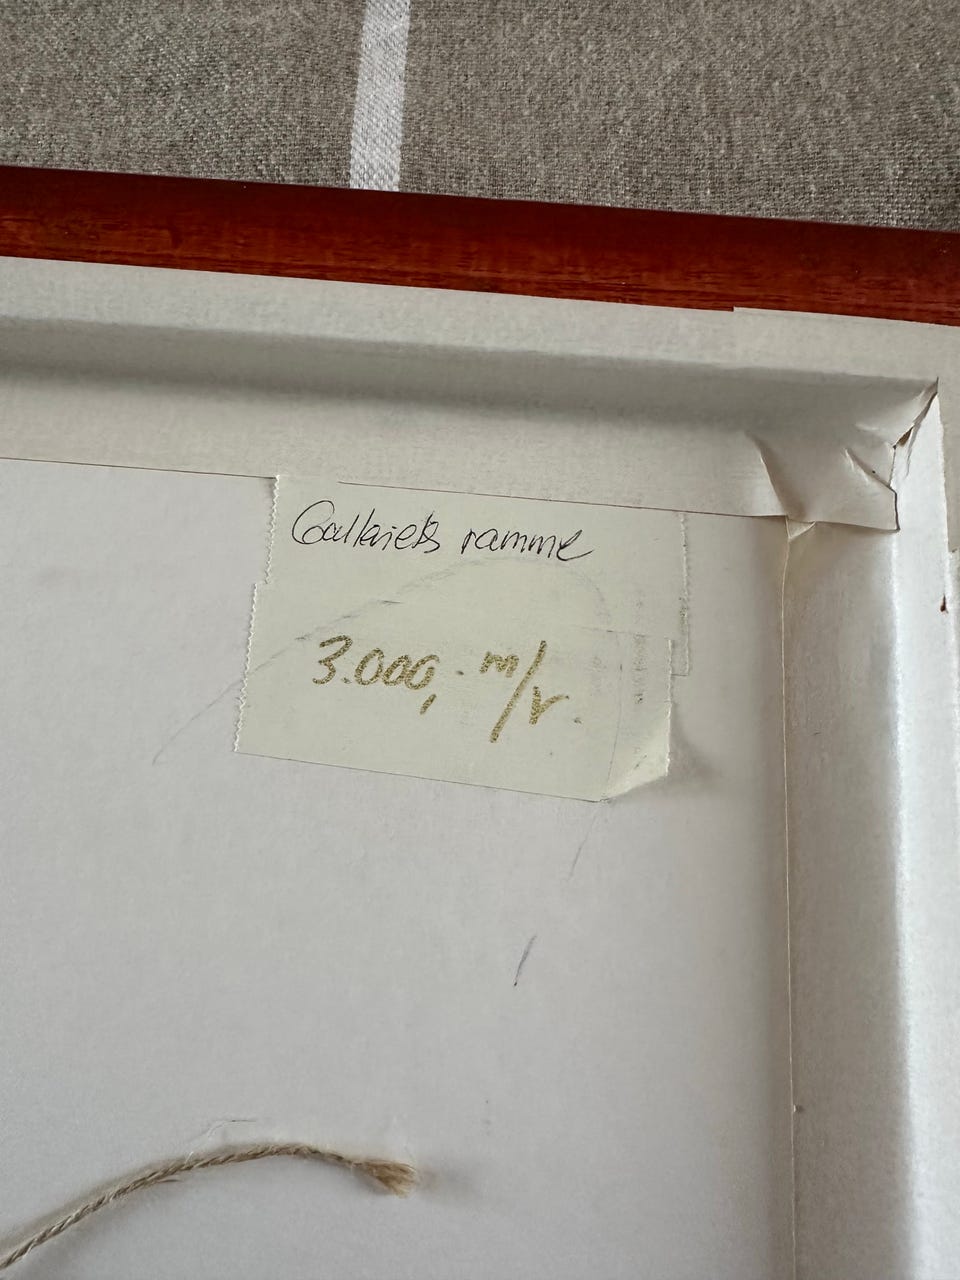 Galleriets ramme
3.000,- m/r.